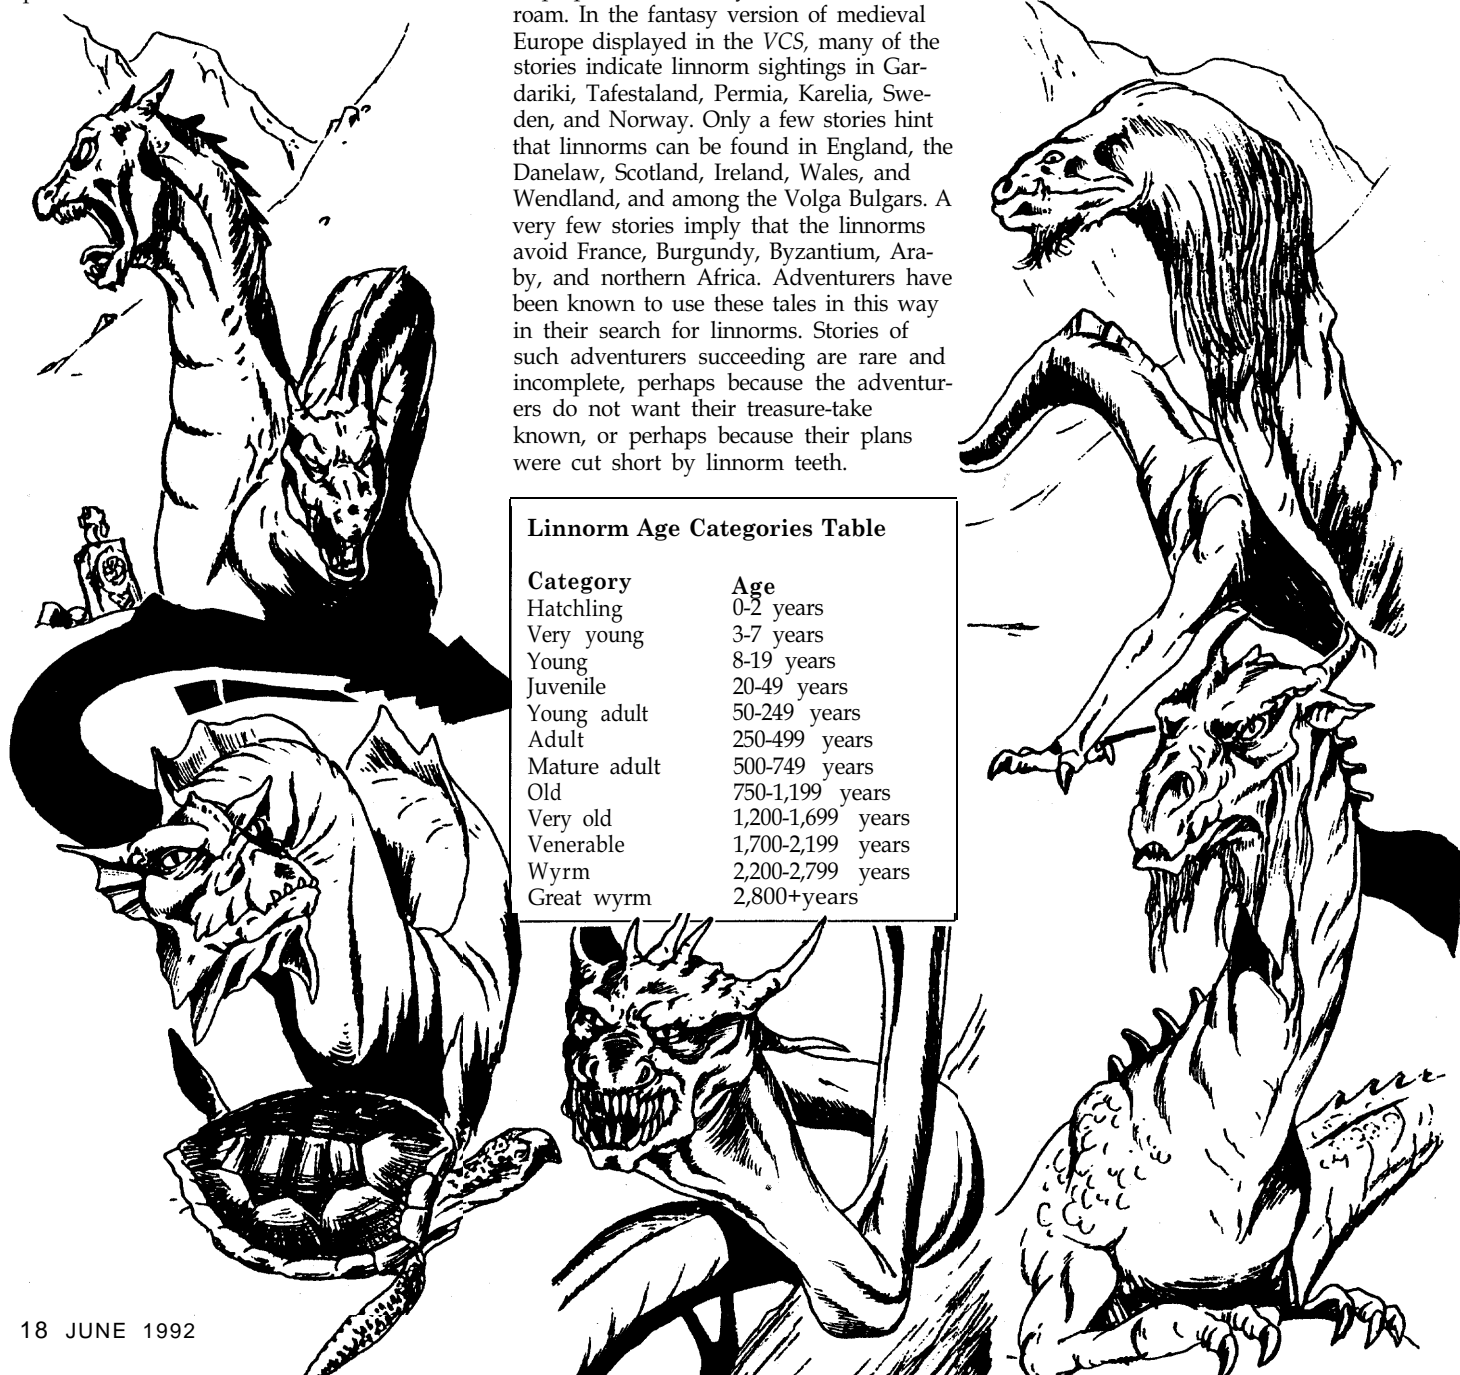 roam. In the fantasy version of medieval
Europe displayed in the VCS, many of the
stories indicate linnorm sightings in Gar-
dariki, Tafestaland, Permia, Karelia, Swe-
den, and Norway. Only a few stories hint
that linnorms can be found in England, the
Danelaw, Scotland, Ireland, Wales, and
Wendland, and among the Volga Bulgars. A
very few stories imply that the linnorms
avoid France, Burgundy, Byzantium, Ara-
by, and northern Africa. Adventurers have
been known to use these tales in this way
in their search for linnorms. Stories of
such adventurers succeeding are rare and
incomplete, perhaps because the adventur-
ers do not want their treasure-take
known, or perhaps because their plans
were cut short by linnorm teeth.
Linnorm Age Categories Table
Category Age
Hatchling 0-2 years
Very young 3-7 years
Young 8-19 years
Juvenile 20-49 years
Young adult 50-249 years
Adult 250-499 years
Mature adult 500-749 years
Old 750-1,199 years
Very old 1,200-1,699 years
Venerable 1,700-2,199 years
Wyrm 2,200-2,799 years
Great wyrm 2,800+years
18 JUNE 1992